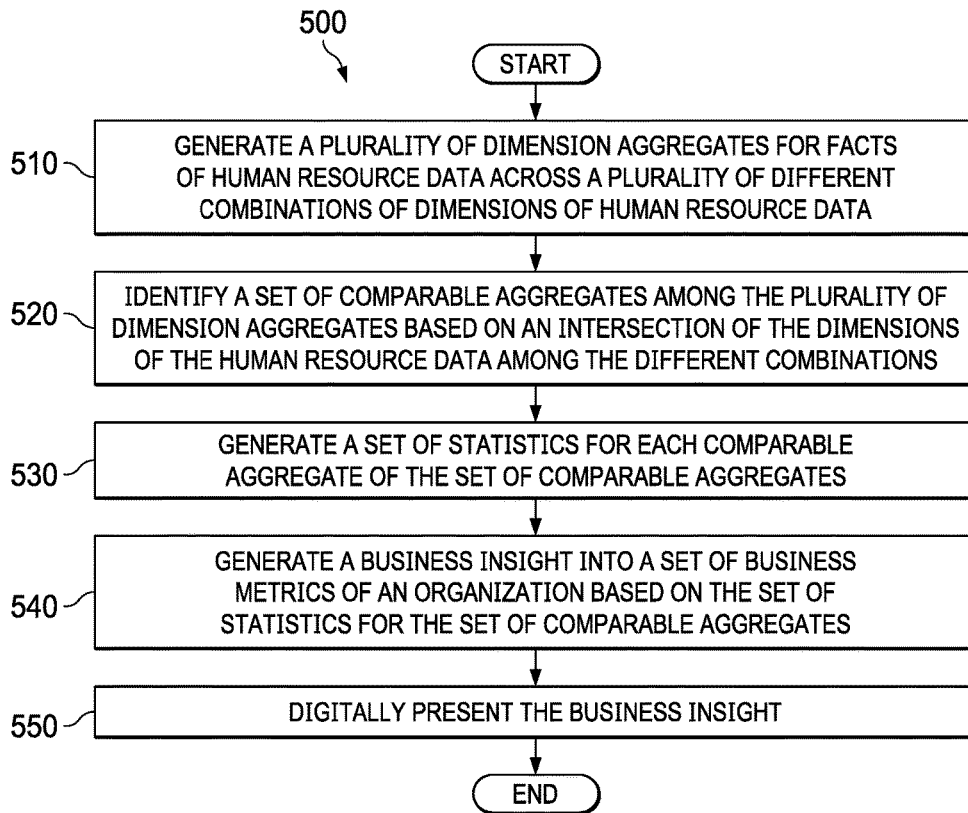 500
START
510
GENERATE A PLURALITY OF DIMENSION AGGREGATES FOR FACTS
OF HUMAN RESOURCE DATA ACROSS A PLURALITY OF DIFFERENT
COMBINATIONS OF DIMENSIONS OF HUMAN RESOURCE DATA
520
IDENTIFY A SET OF COMPARABLE AGGREGATES AMONG THE PLURALITY OF
DIMENSION AGGREGATES BASED ON AN INTERSECTION OF THE DIMENSIONS
OF THE HUMAN RESOURCE DATA AMONG THE DIFFERENT COMBINATIONS
530
GENERATE A SET OF STATISTICS FOR EACH COMPARABLE
AGGREGATE OF THE SET OF COMPARABLE AGGREGATES
540
GENERATE A BUSINESS INSIGHT INTO A SET OF BUSINESS
METRICS OF AN ORGANIZATION BASED ON THE SET OF
STATISTICS FOR THE SET OF COMPARABLE AGGREGATES
550
DIGITALLY PRESENT THE BUSINESS INSIGHT
END